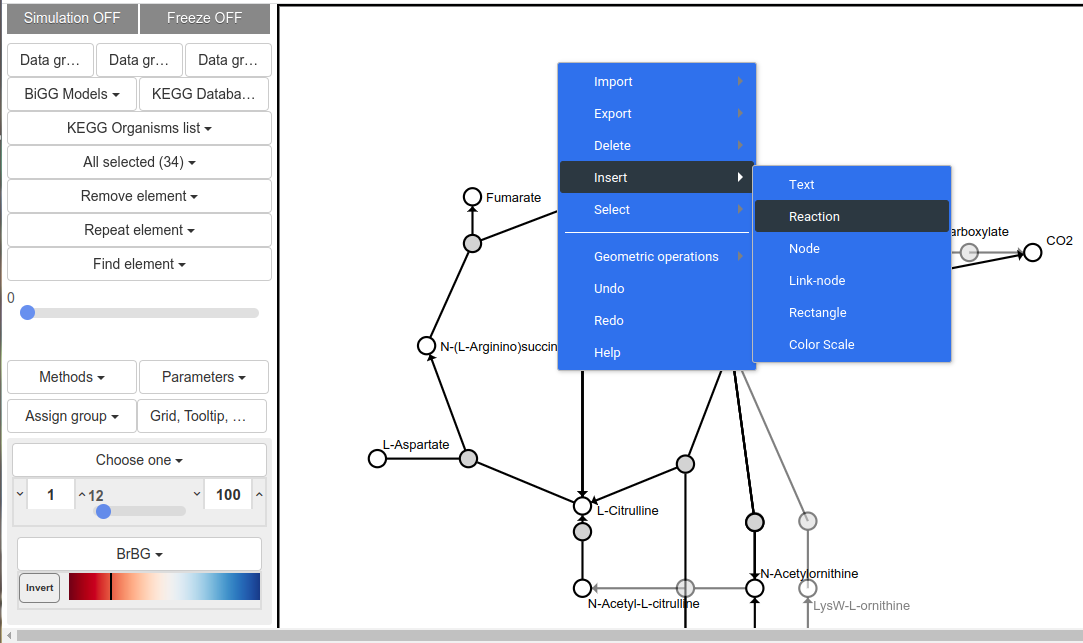 Simulation OFF
Freeze OFF
Data gr…
Data gr…
Data gr…
BiGG Models
KEGG Databa…
KEGG Organisms list
All selected (34)
Remove element
Repeat element
Find element
0
Methods
Parameters
Assign group
Grid, Tooltip, …
Choose one
1
12
100
BrBG
Invert
Import
Export
Delete
Insert
Select
Geometric operations
Undo
Redo
Help
Text
Reaction
Node
Link-node
Rectangle
Color Scale
Fumarate
arboxylate
CO2
N-(L-Arginino)succin
L-Aspartate
L-Citrulline
N-Acetylornithine
N-Acetyl-L-citrulline
LysW-L-ornithine